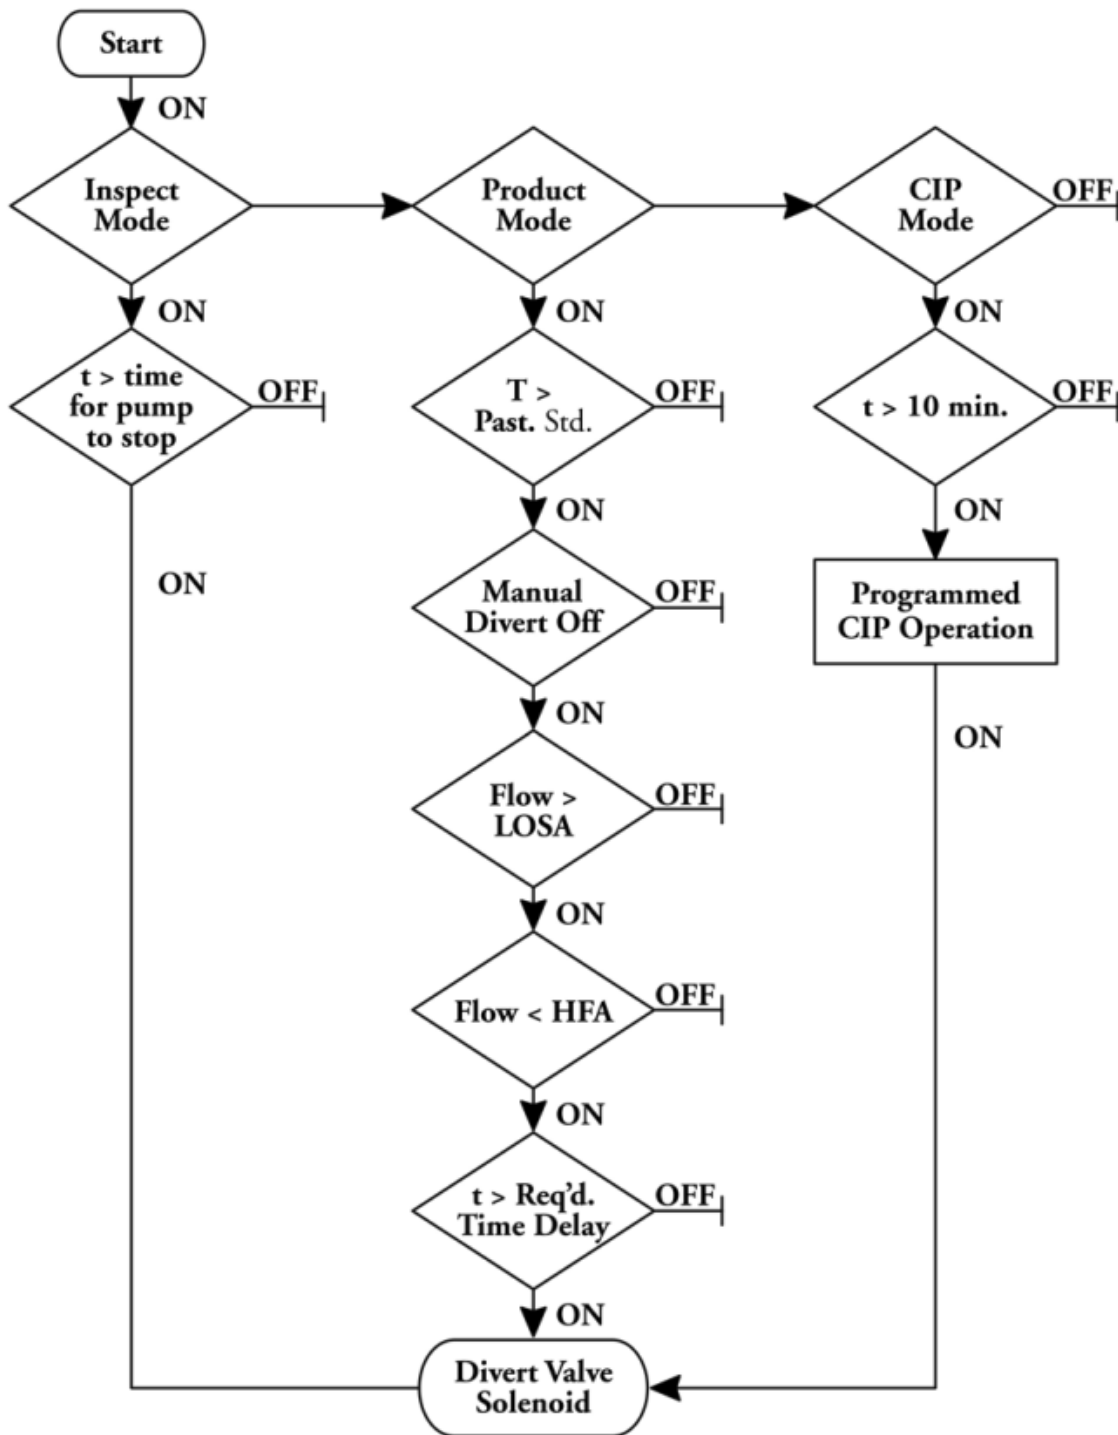 Start
ON
Inspect
Mode
Product
Mode
CIP
Mode
OFF
ON
ON
ON
t > time
for pump
to stop
OFF
T >
Past. Std.
OFF
t > 10 min.
OFF
ON
ON
ON
Manual
Divert Off
OFF
Programmed
CIP Operation
ON
ON
Flow >
LOSA
OFF
ON
Flow < HFA
OFF
ON
t > Req'd.
Time Delay
OFF
ON
Divert Valve
Solenoid